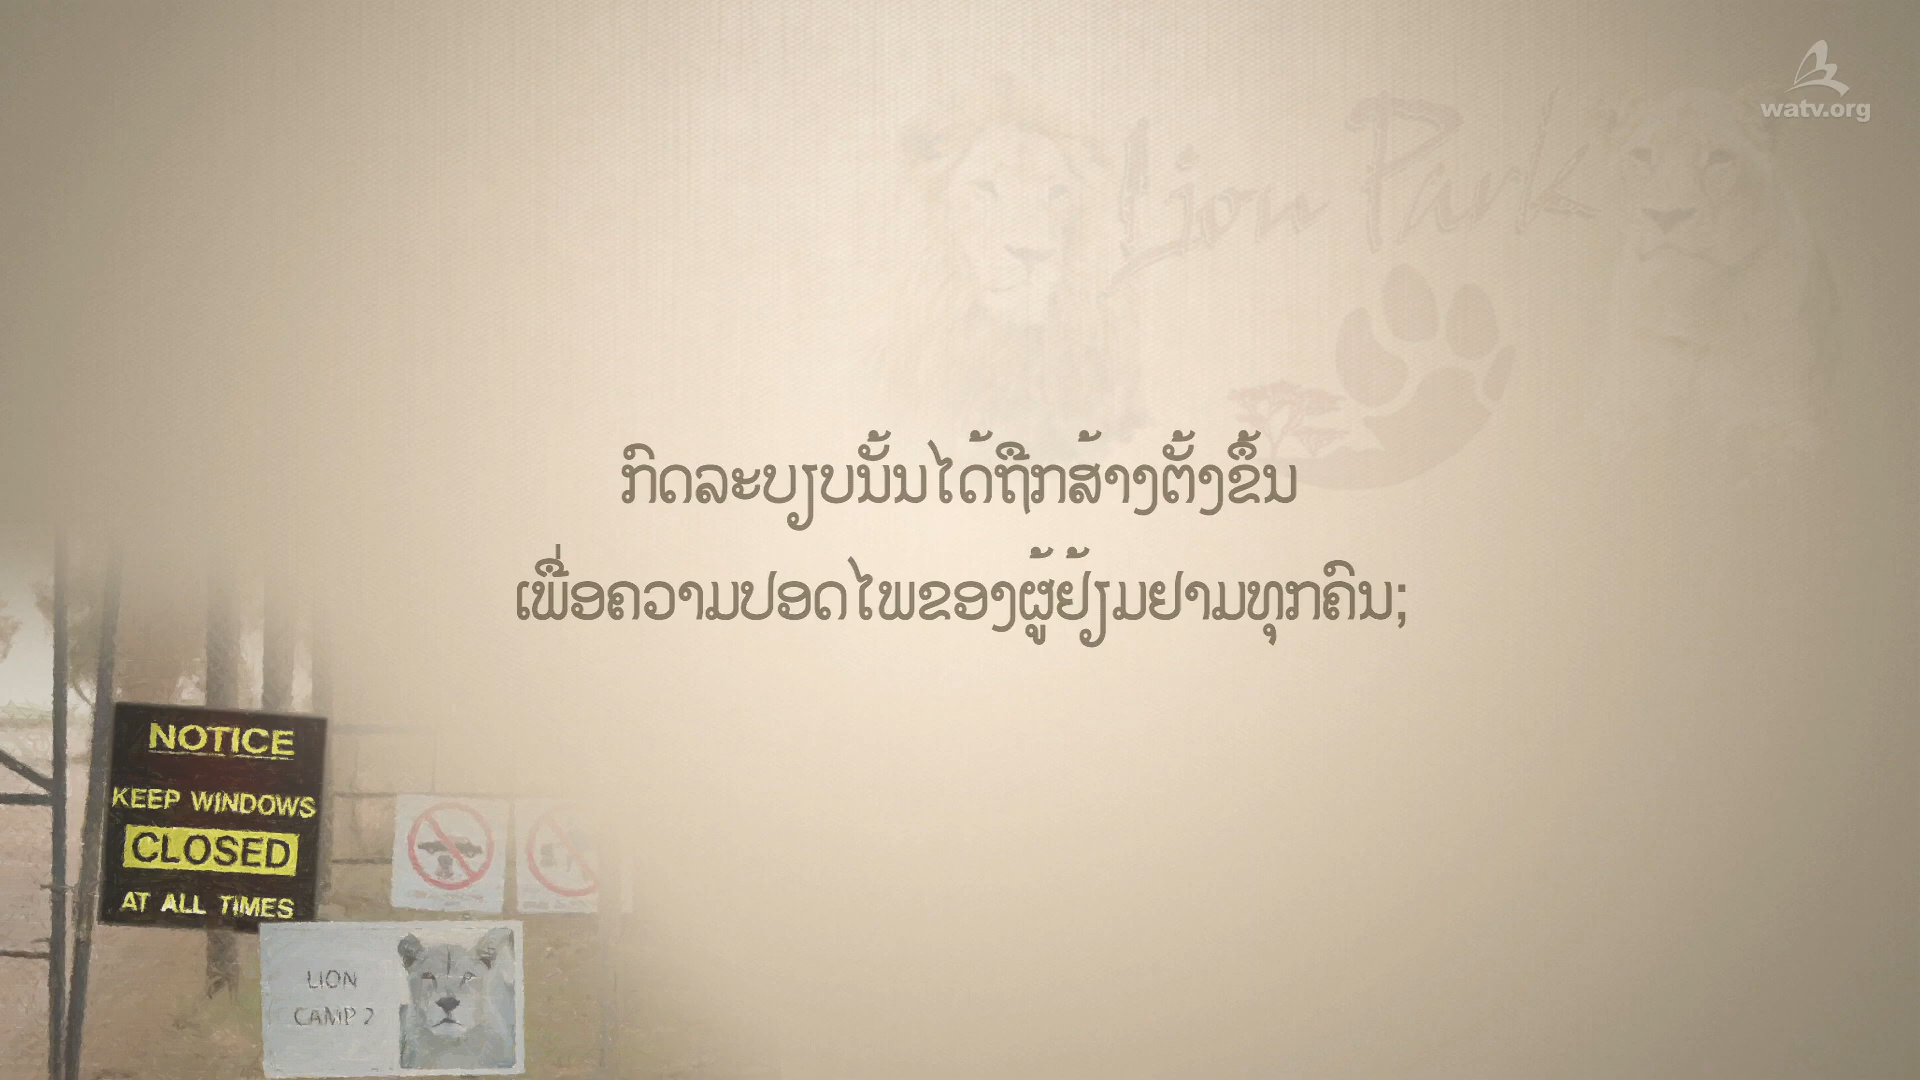 watv.org
Lion Park
ກົດລະບຽບນັ້ນໄດ້ຖືກສ້າງຕັ້ງຂຶ້ນ
ເພື່ອຄວາມປອດໄພຂອງຜູ້ຢ້ຽມຢາມທຸກຄົນ;
NOTICE
KEEP WINDOWS
CLOSED
AT ALL TIMES
LION
CAMP 2